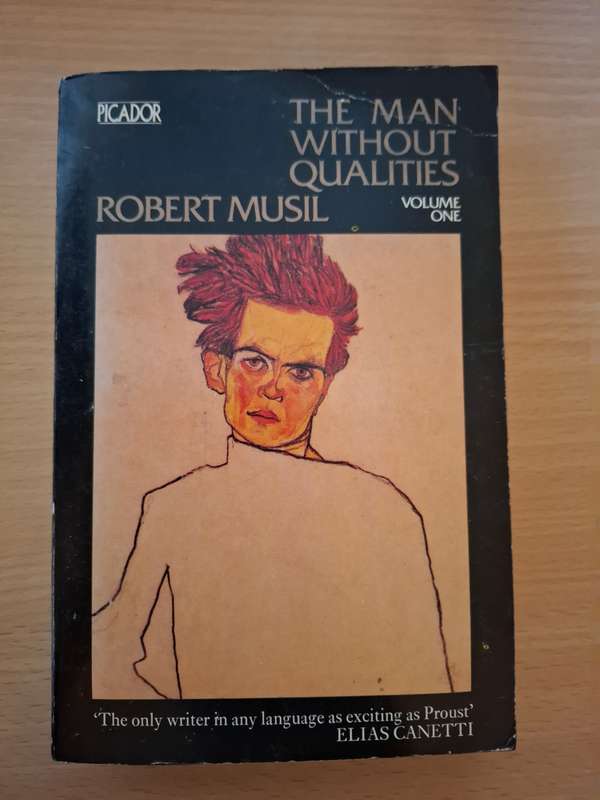 PICADOR
THE MAN
WITHOUT
QUALITIES
ROBERT MUSIL
VOLUME
ONE
‘The only writer in any language as exciting as Proust’
ELIAS CANETTI